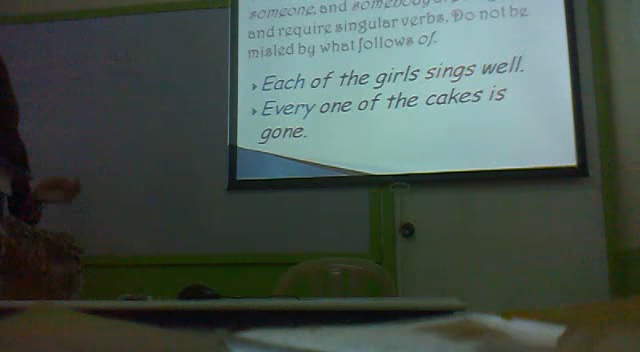 someone, and somebody
and require singular verbs. Do not be
misled by what follows of.
Each of the girls sings well.
Every one of the cakes is
gone.